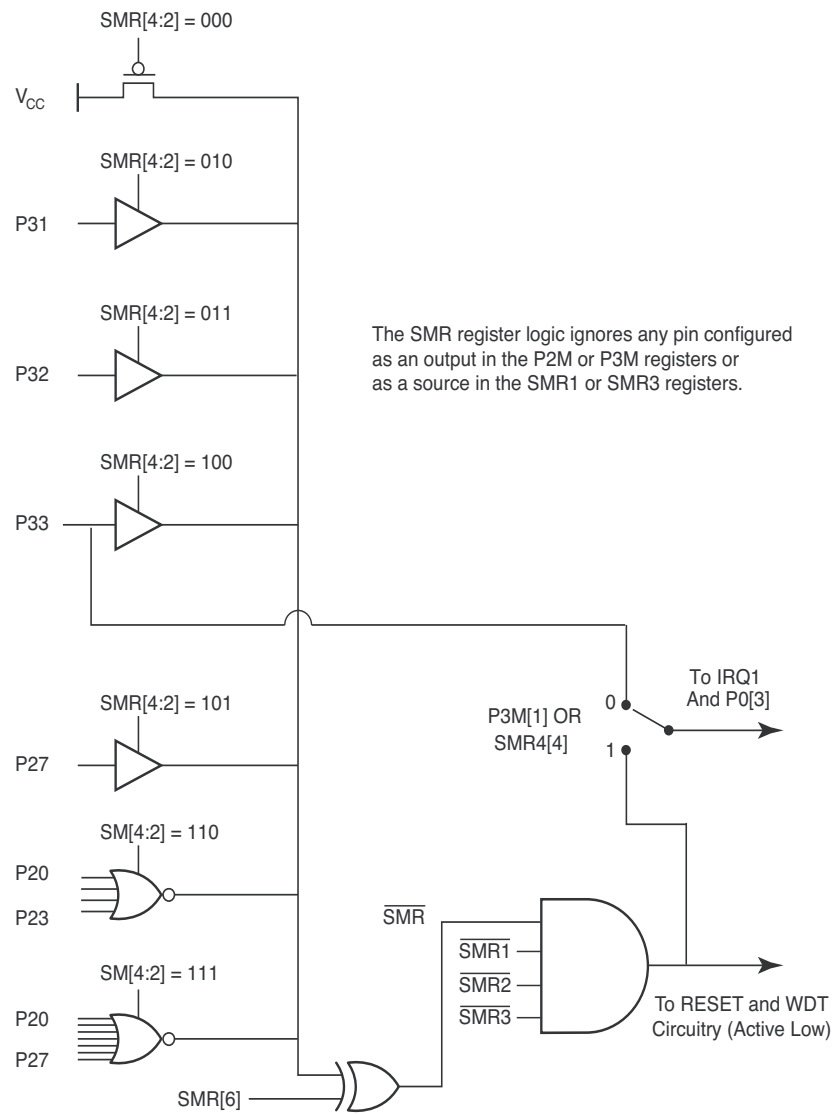 SMR[4:2] = 000
VCC
SMR[4:2] = 010
P31
SMR[4:2] = 011
P32
The SMR register logic ignores any pin configured
as an output in the P2M or P3M registers or
as a source in the SMR1 or SMR3 registers.
SMR[4:2] = 100
P33
SMR[4:2] = 101
P27
P3M[1] OR
SMR4[4]
0
1
To IRQ1
And P0[3]
SM[4:2] = 110
P20
P23
SM[4:2] = 111
P20
P27
SMR[6]
SMR
SMR1
SMR2
SMR3
To RESET and WDT
Circuitry (Active Low)